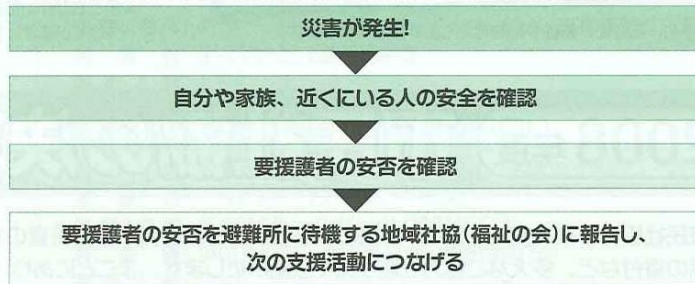 災害が発生!
自分や家族、近くにいる人の安全を確認
要援護者の安否を確認
要援護者の安否を避難所に待機する地域社協(福祉の会)に報告し、
次の支援活動につなげる